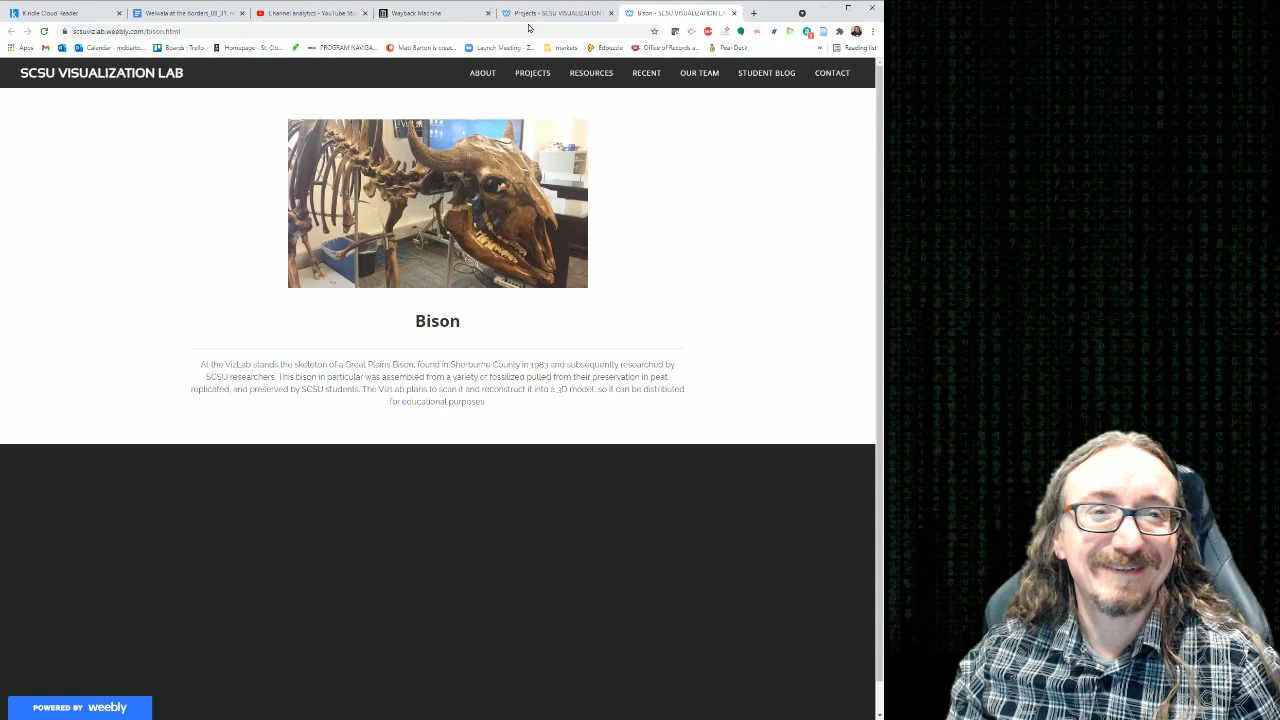 Kindle Cloud Reader
Welwala at the Borders_08_31, re
Channel analytics - YouTube Stu
Wayback Machine
Projects - SCSU VISUALIZATION L
Bison - SCSU VISUALIZATION LA
scsuvizlab.weebly.com/bison.html
Apps
Calendar - mdbarto...
Boards | Trello
Homepage - St. Clo...
PROGRAM NAVIGA...
Matt Barton is creat...
Launch Meeting - Z...
markets
Edpuzzle
Office of Records a...
Pear Deck
»
Reading list
SCSU VISUALIZATION LAB
ABOUT
PROJECTS
RESOURCES
RECENT
OUR TEAM
STUDENT BLOG
CONTACT
Bison
At the VizLab stands the skeleton of a Great Plains Bison, found in Sherburne County in 1983 and subsequently researched by
SCSU researchers. This bison in particular was assembled from a variety of fossilized pulled from their preservation in peat,
replicated, and preserved by SCSU students. The VizLab plans to scan it and reconstruct it into a 3D model, so it can be distributed
for educational purposes
POWERED BY weebly